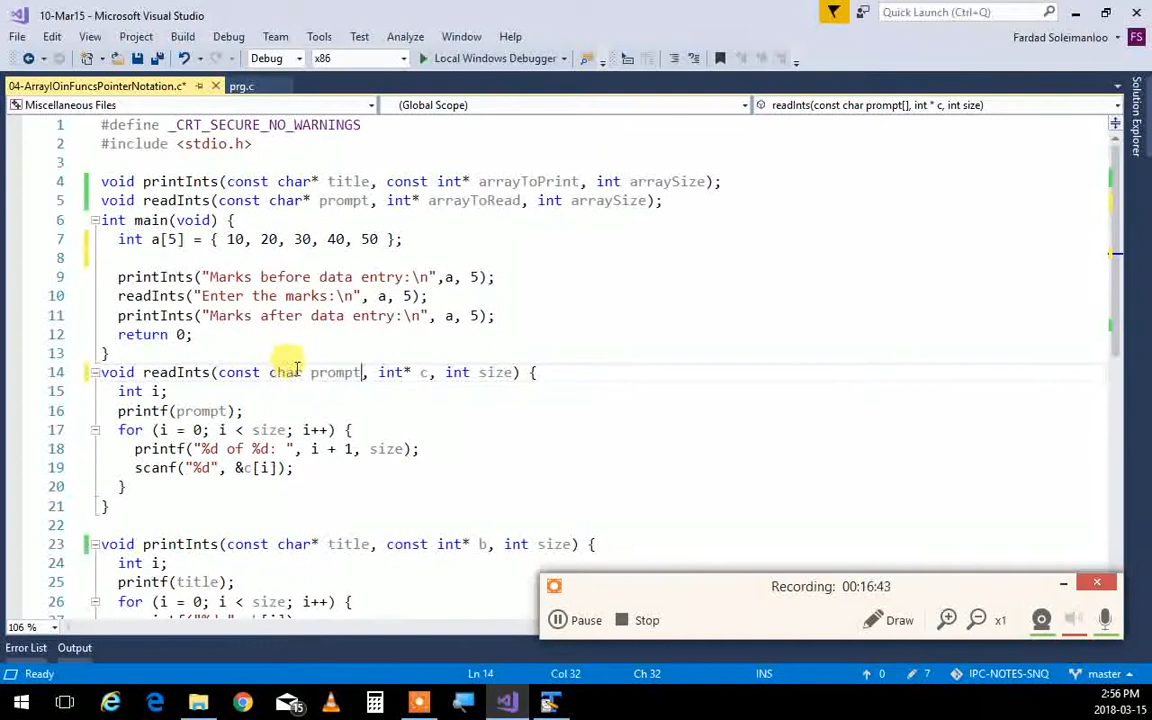 10-Mar15 - Microsoft Visual Studio
Quick Launch (Ctrl+Q)
File Edit View Project Build Debug Team Tools Test Analyze Window Help
Fardad Soleimanloo FS
Debug x86 Local Windows Debugger
04-ArrayIOinFuncsPointerNotation.c* prg.c
Miscellaneous Files (Global Scope) readInts(const char prompt[], int * c, int size)
Solution Explorer
1 #define _CRT_SECURE_NO_WARNINGS
2 #include <stdio.h>
3
4 void printInts(const char* title, const int* arrayToPrint, int arraySize);
5 void readInts(const char* prompt, int* arrayToRead, int arraySize);
6 int main(void) {
7 int a[5] = { 10, 20, 30, 40, 50 };
8
9 printInts("Marks before data entry:\n",a, 5);
10 readInts("Enter the marks:\n", a, 5);
11 printInts("Marks after data entry:\n", a, 5);
12 return 0;
13 }
14 void readInts(const char prompt, int* c, int size) {
15 int i;
16 printf(prompt);
17 for (i = 0; i < size; i++) {
18 printf("%d of %d: ", i + 1, size);
19 scanf("%d", &c[i]);
20 }
21 }
22
23 void printInts(const char* title, const int* b, int size) {
24 int i;
25 printf(title);
26 for (i = 0; i < size; i++) {
106 %
Recording: 00:16:43
Pause Stop Draw x1
Error List Output
Ready Ln 14 Col 32 Ch 32 INS 0 7 IPC-NOTES-SNQ master
15
2:56 PM
2018-03-15